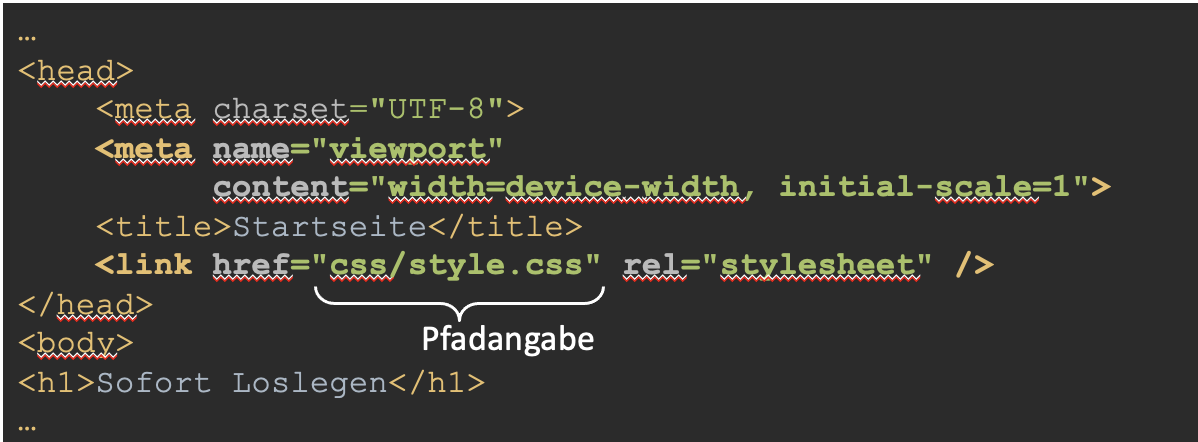 …
<head>
<meta charset="UTF-8">
<meta name="viewport"
content="width=device-width, initial-scale=1">
<title>Startseite</title>
<link href="css/style.css" rel="stylesheet" />
</head>
Pfadangabe
<body>
<h1>Sofort Loslegen</h1>
…